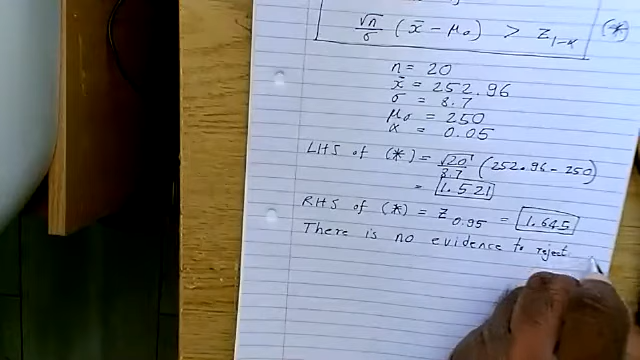 √n/σ (x̄ − μ₀) > Z₁₋α (*)
n = 20
x̄ = 252.96
σ = 8.7
μ₀ = 250
α = 0.05
LHS of (*) = √20/8.7 (252.96 − 250)
= 1.521
RHS of (*) = Z₀.₉₅ = 1.645
There is no evidence to reject